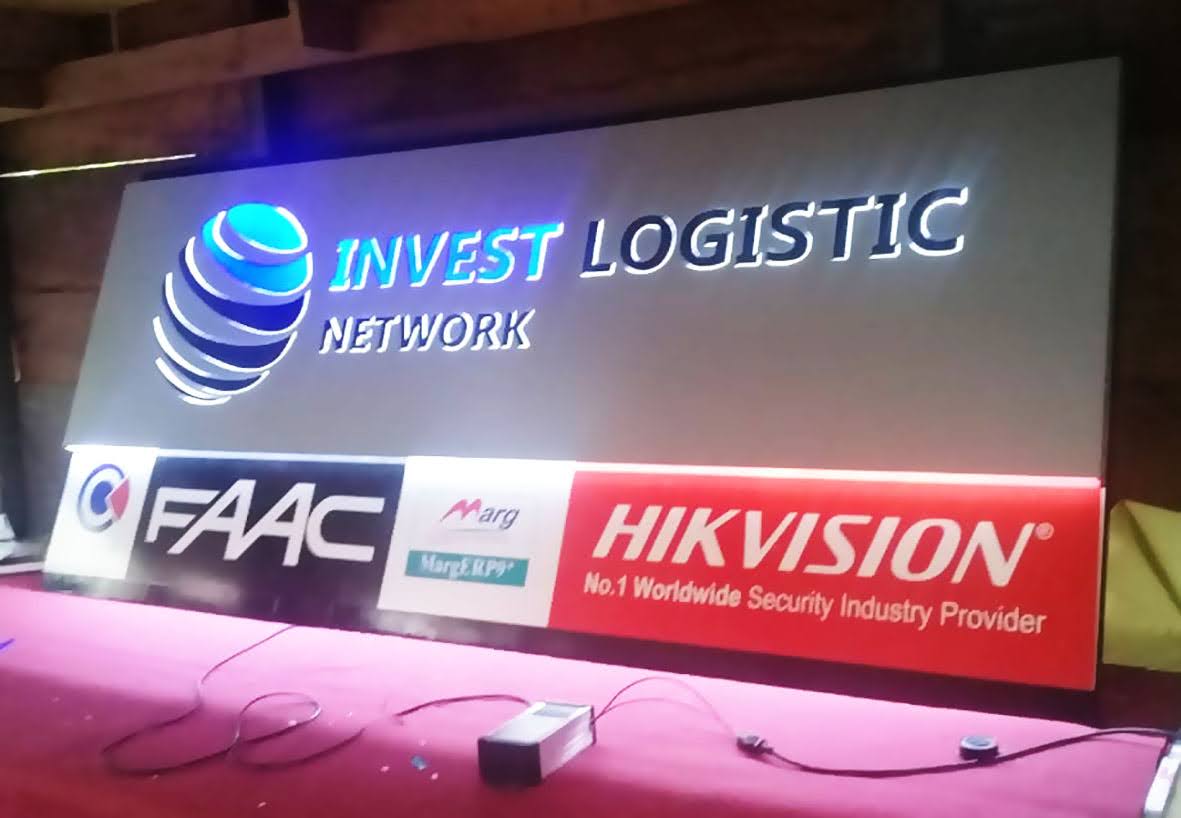 INVEST LOGISTIC
NETWORK
FAAC
Marg
MargERP9+
HIKVISION®
No.1 Worldwide Security Industry Provider